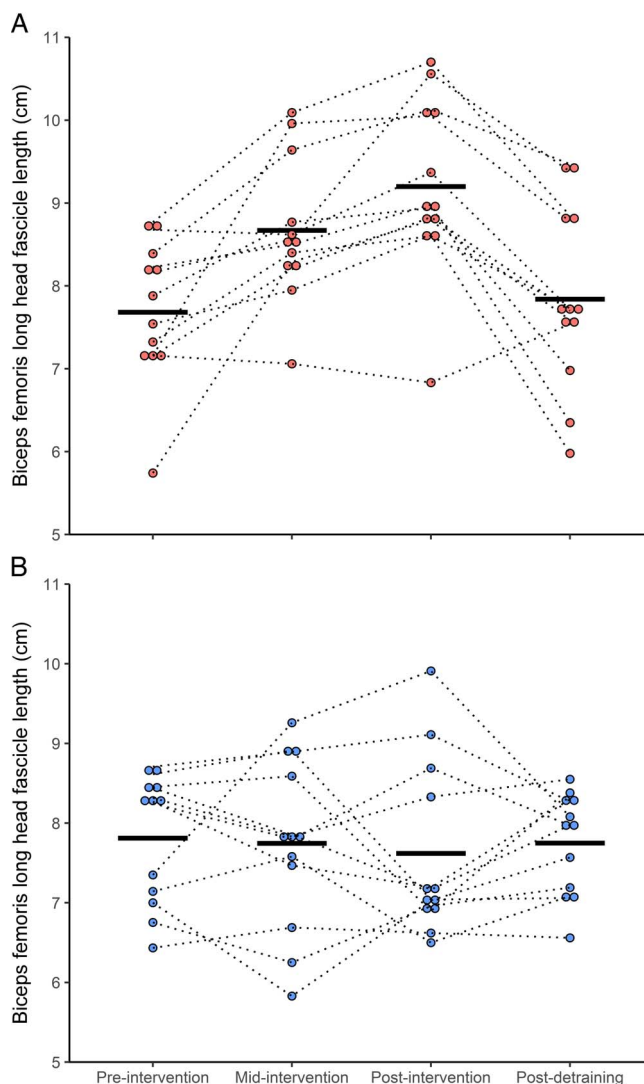 A
Biceps femoris long head fascicle length (cm)
11
10
9
8
7
6
5
B
Biceps femoris long head fascicle length (cm)
11
10
9
8
7
6
5
Pre-intervention Mid-intervention Post-intervention Post-detraining